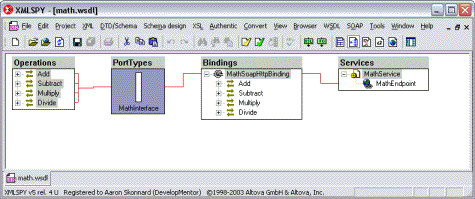 XMLSPY - [math.wsdl]
File Edit Project XML DTD/Schema Schema design XSL Authentic Convert View Browser WSDL SOAP Tools Window Help
Operations PortTypes Bindings Services
Add MathSoapHttpBinding MathService
Subtract Add MathEndpoint
Multiply Subtract
Divide MathInterface Multiply
Divide
math.wsdl
XMLSPY v5 rel. 4 U Registered to Aaron Skonnard (DevelopMentor) ©1998-2003 Altova GmbH & Altova, Inc.